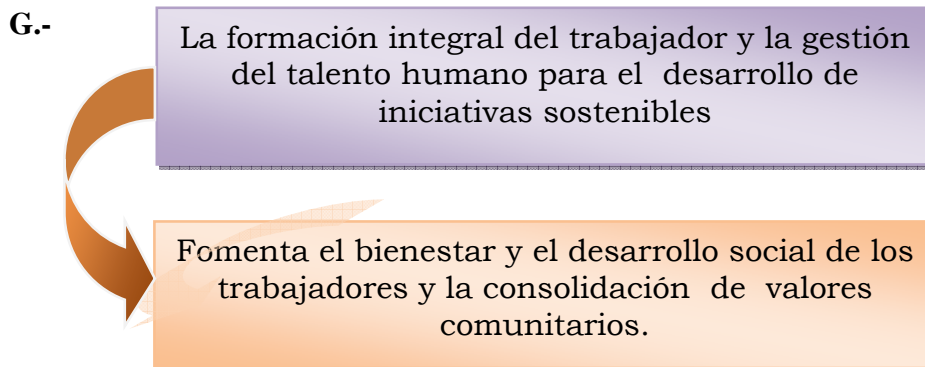 G.-
La formación integral del trabajador y la gestión
del talento humano para el desarrollo de
iniciativas sostenibles
Fomenta el bienestar y el desarrollo social de los
trabajadores y la consolidación de valores
comunitarios.